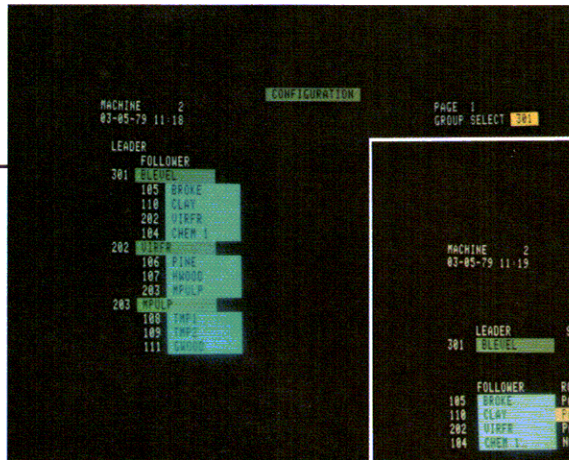 CONFIGURATION
MACHINE 2
03-05-79 11-18
PAGE 1
GROUP SELECT 301
LEADER
FOLLOWER
301 BLEVEL
105 BROKE
110 CLAY
202 VIRFR
104 CHEM 1
202 VIRFR
106 PINE
107 HWOOD
203 MPULP
203 MPULP
108 TMP1
109 TMP2
111 GWOOD
MACHINE 2
03-05-79 11-19
LEADER S
301 BLEVEL
FOLLOWER
105 BROKE
110 CLAY
202 VIRFR
104 CHEM 1